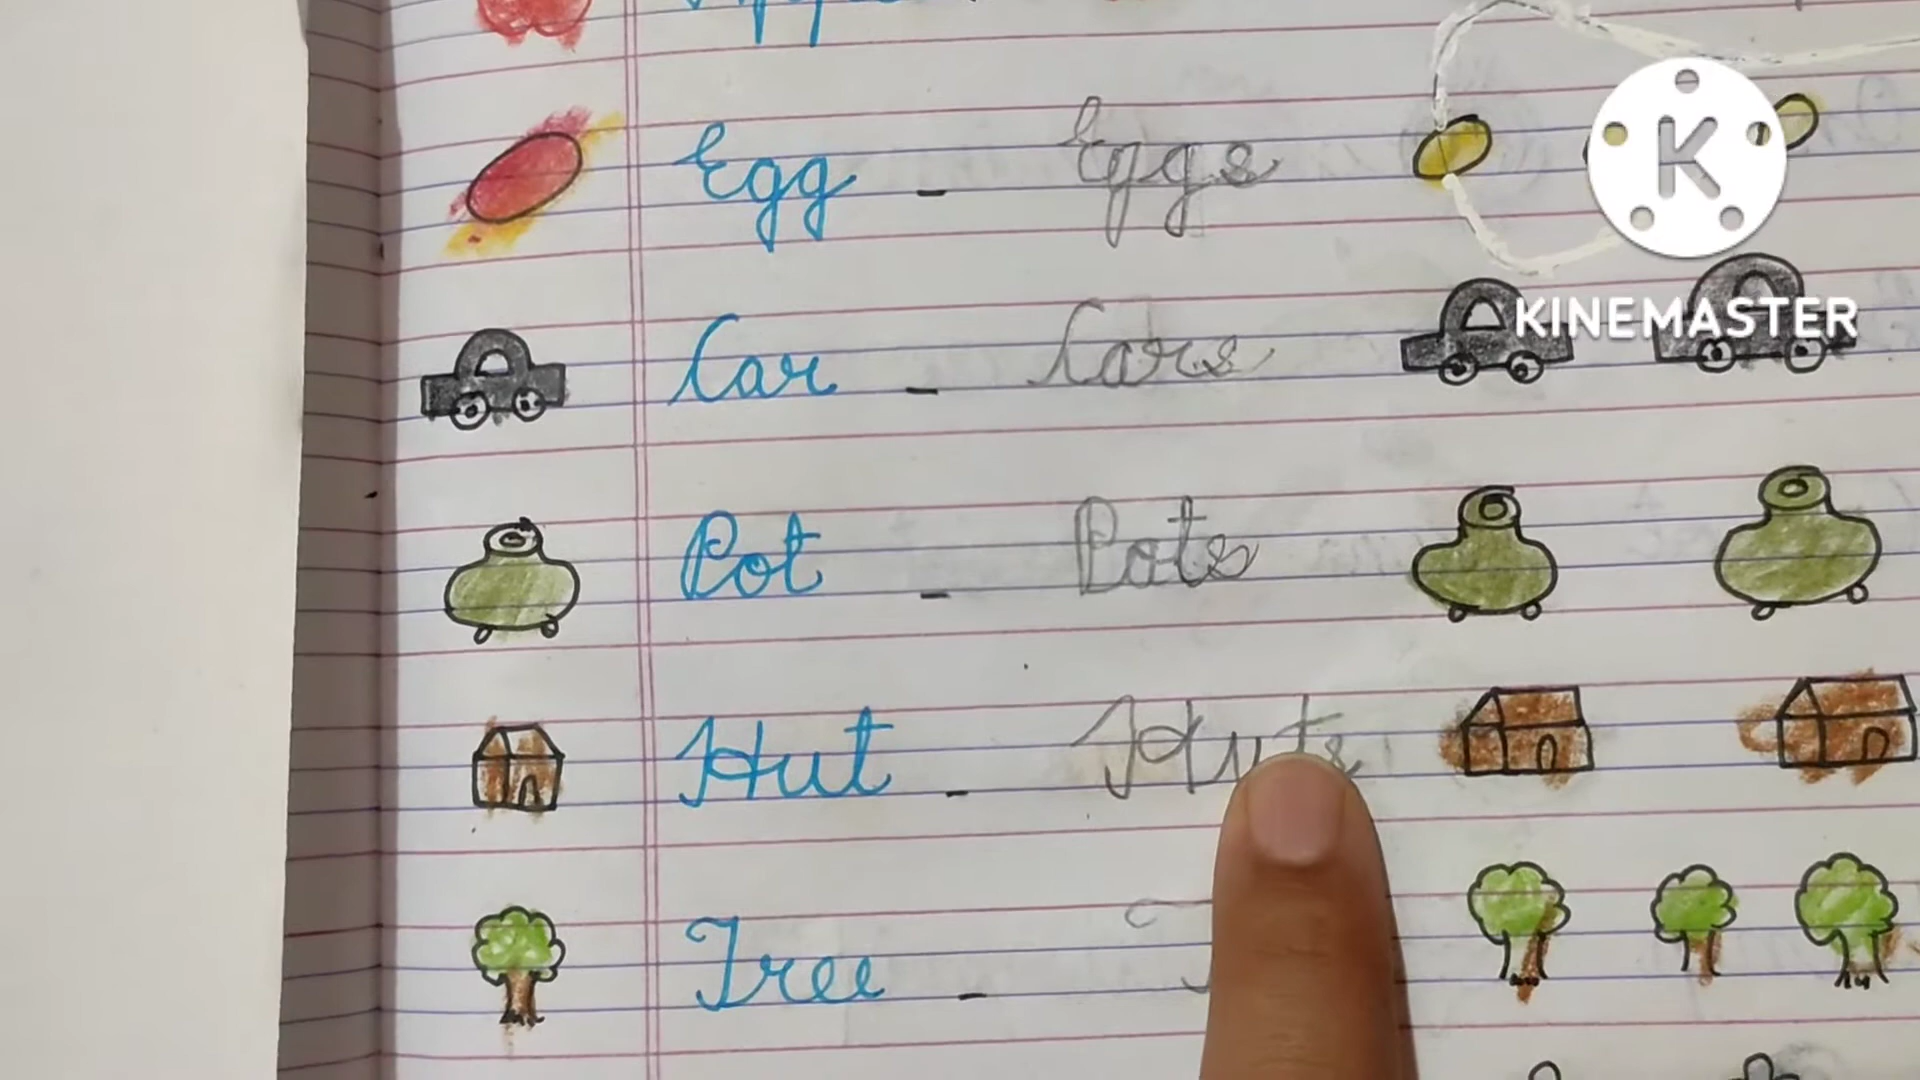 Egg - Eggs
KINEMASTER
Car - Cars
Pot - Pots
Hut - Huts
Tree -